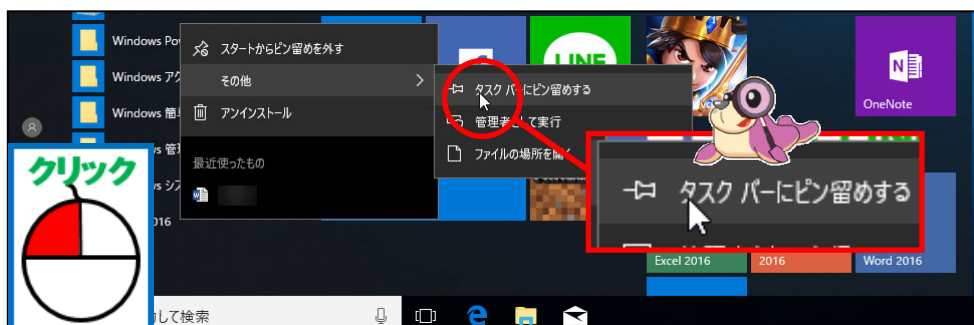 Windows Pow
スタートからピン留めを外す
Windows アク
その他
LINE
タスク バーにピン留めする
Windows 簡
アンインストール
管理者として実行
OneNote
最近使ったもの
ファイルの場所を開く
クリック
タスク バーにピン留めする
Excel 2016
2016
Word 2016
して検索